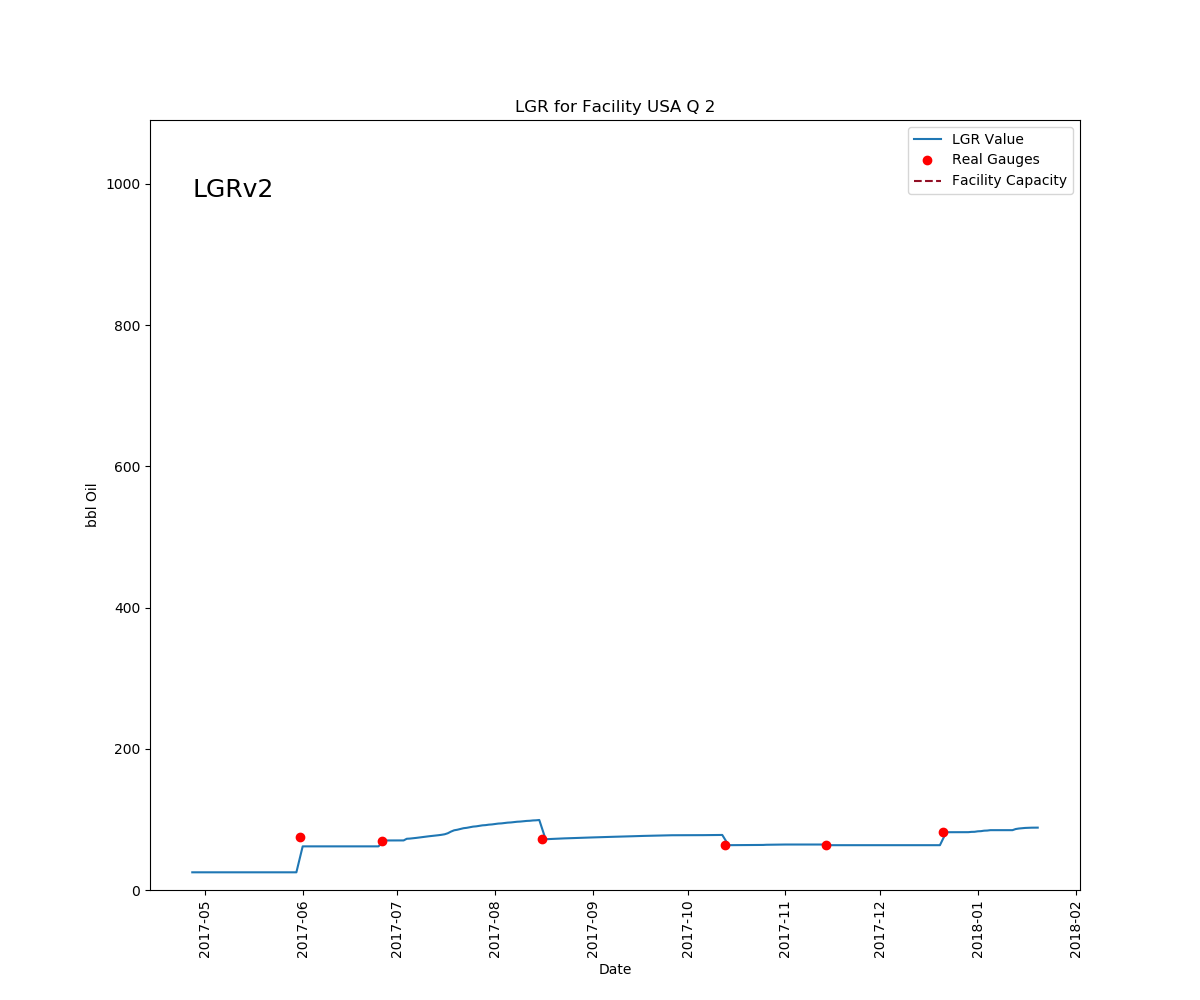 LGR for Facility USA Q 2
LGRv2
LGR Value
Real Gauges
Facility Capacity
bbl Oil
1000
800
600
400
200
0
2017-05
2017-06
2017-07
2017-08
2017-09
2017-10
2017-11
2017-12
2018-01
2018-02
Date